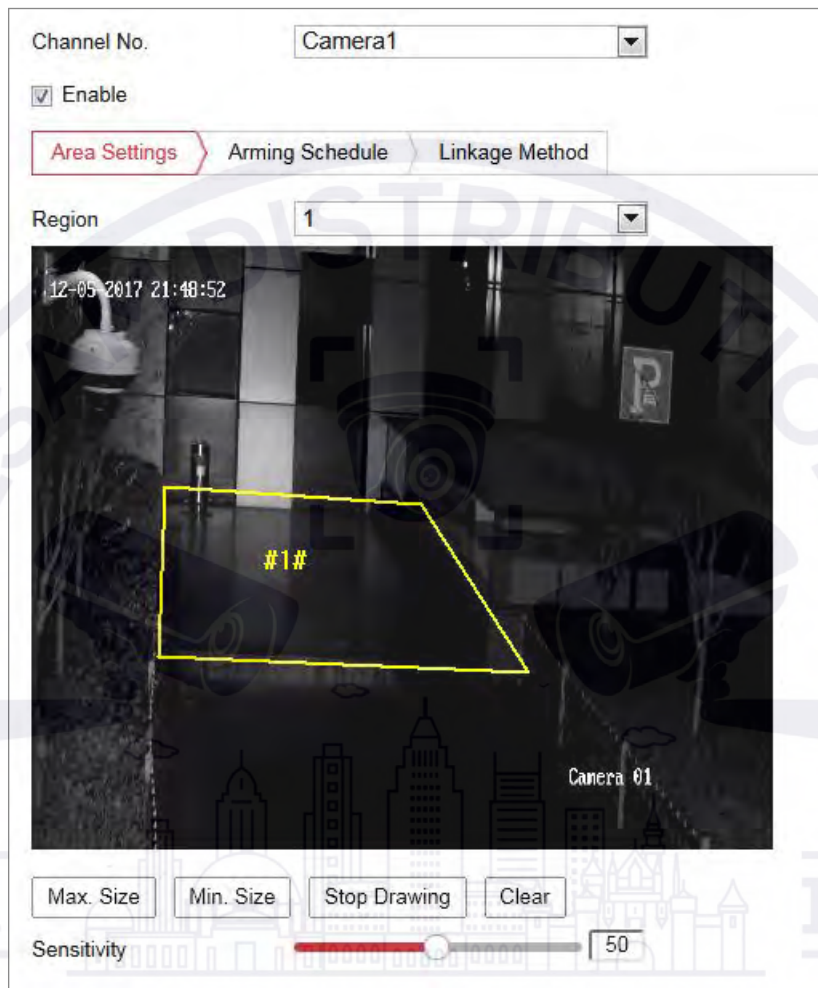 Channel No. Camera1
Enable
Area Settings Arming Schedule Linkage Method
Region 1
12-05-2017 21:48:52
P
#1#
Camera 01
Max. Size Min. Size Stop Drawing Clear
Sensitivity 50